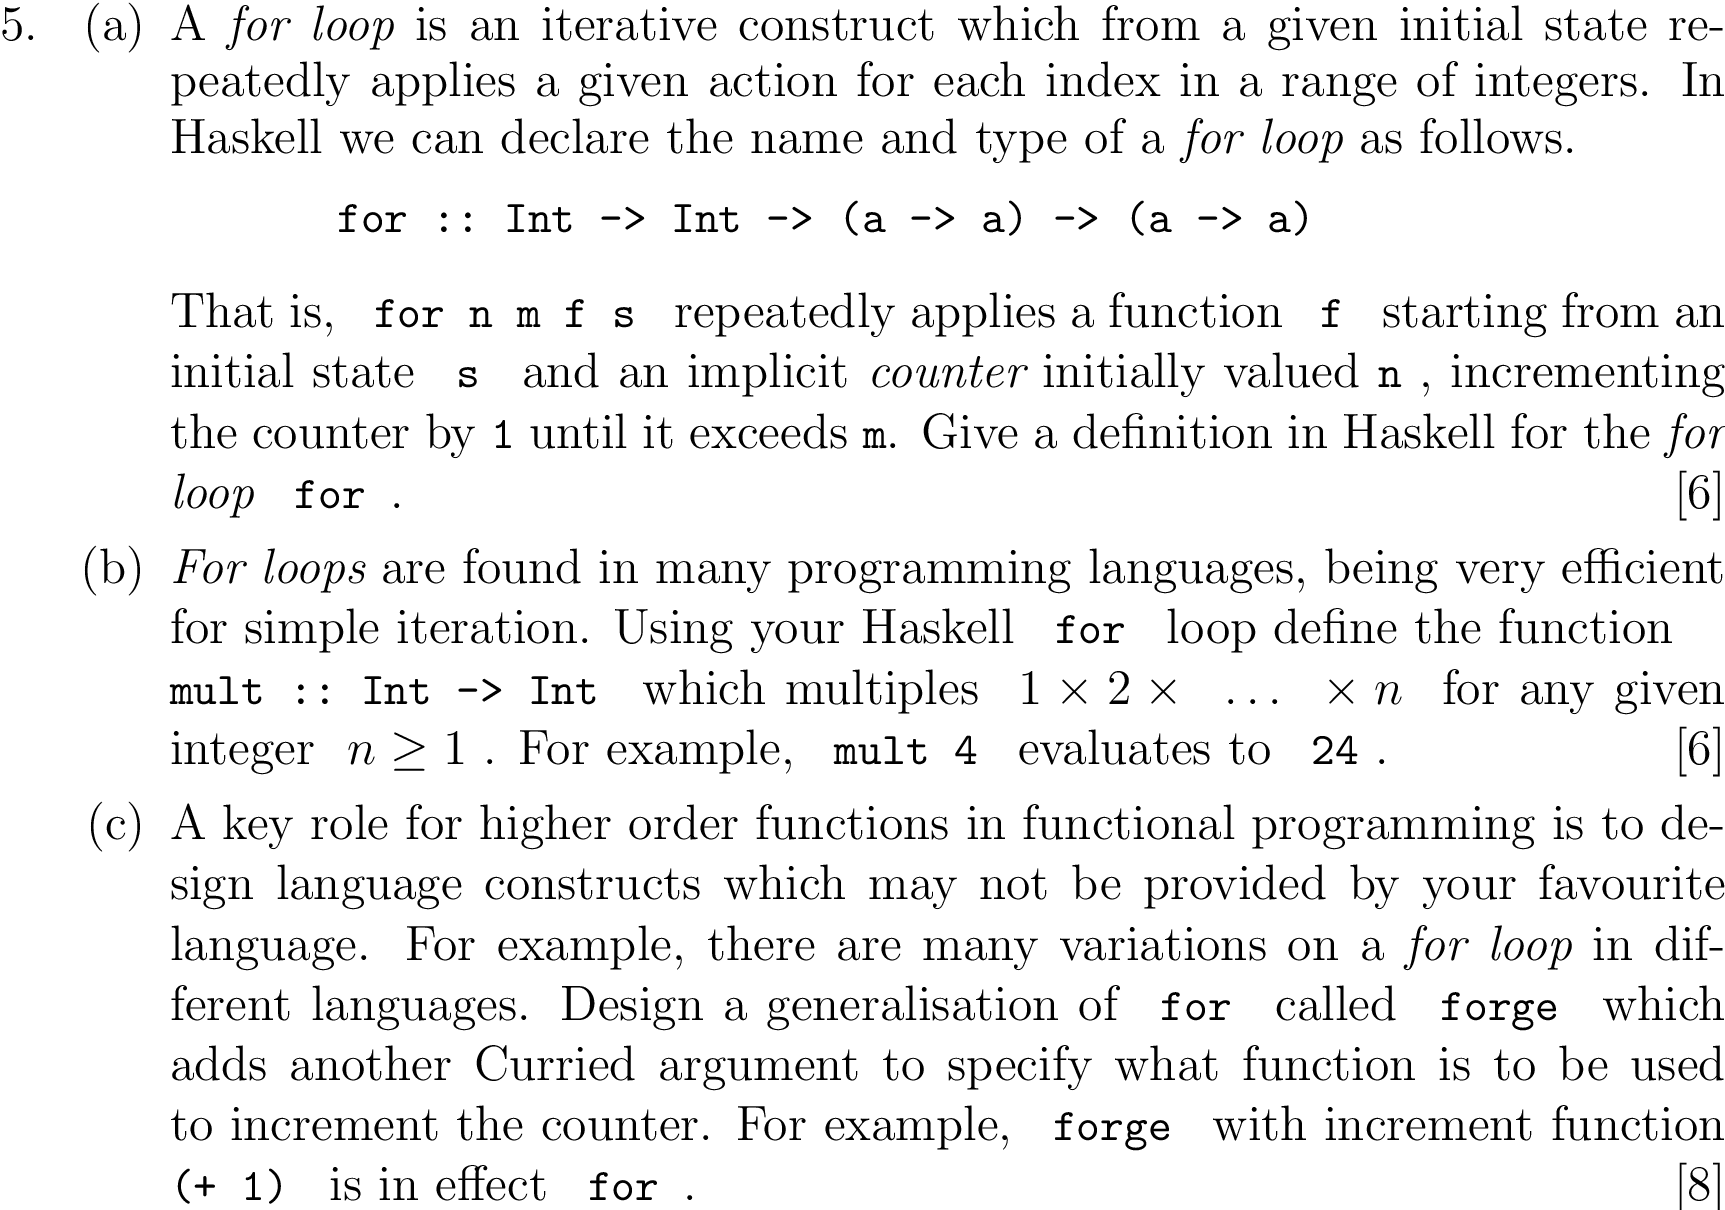 5. (a) A for loop is an iterative construct which from a given initial state re-
peatedly applies a given action for each index in a range of integers. In
Haskell we can declare the name and type of a for loop as follows.
for :: Int -> Int -> (a -> a) -> (a -> a)
That is, for n m f s repeatedly applies a function f starting from an
initial state s and an implicit counter initially valued n , incrementing
the counter by 1 until it exceeds m. Give a definition in Haskell for the for
loop for . [6]
(b) For loops are found in many programming languages, being very efficient
for simple iteration. Using your Haskell for loop define the function
mult :: Int -> Int which multiples 1 × 2 × ... × n for any given
integer n ≥ 1 . For example, mult 4 evaluates to 24 . [6]
(c) A key role for higher order functions in functional programming is to de-
sign language constructs which may not be provided by your favourite
language. For example, there are many variations on a for loop in dif-
ferent languages. Design a generalisation of for called forge which
adds another Curried argument to specify what function is to be used
to increment the counter. For example, forge with increment function
(+ 1) is in effect for . [8]